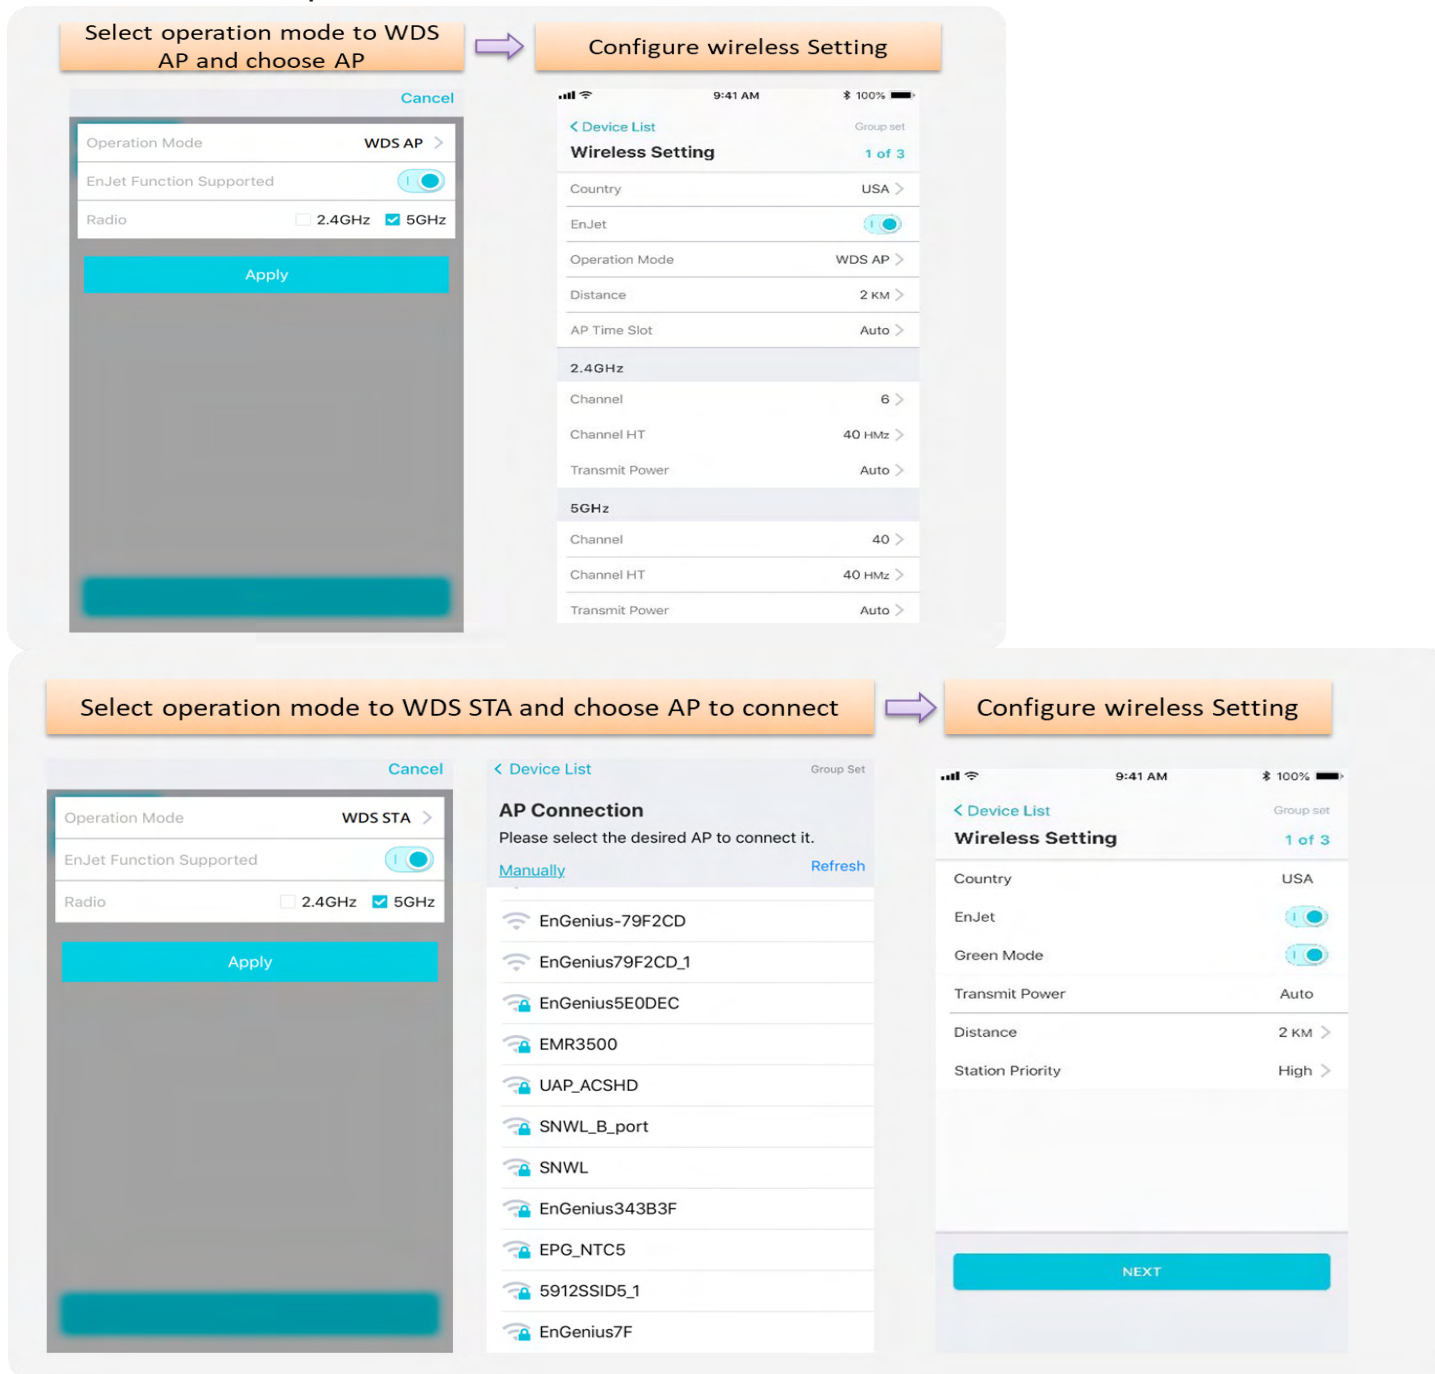 Select operation mode to WDS
AP and choose AP
Configure wireless Setting
Cancel
Operation Mode WDS AP >
EnJet Function Supported
Radio 2.4GHz 5GHz
Apply
9:41 AM 100%
< Device List Group set
Wireless Setting 1 of 3
Country USA >
EnJet
Operation Mode WDS AP >
Distance 2 KM >
AP Time Slot Auto >
2.4GHz
Channel 6 >
Channel HT 40 HMz >
Transmit Power Auto >
5GHz
Channel 40 >
Channel HT 40 HMz >
Transmit Power Auto >
Select operation mode to WDS STA and choose AP to connect
Configure wireless Setting
Cancel
Operation Mode WDS STA >
EnJet Function Supported
Radio 2.4GHz 5GHz
Apply
< Device List Group Set
AP Connection
Please select the desired AP to connect it.
Manually Refresh
EnGenius-79F2CD
EnGenius79F2CD_1
EnGenius5E0DEC
EMR3500
UAP_ACSHD
SNWL_B_port
SNWL
EnGenius343B3F
EPG_NTC5
5912SSID5_1
EnGenius7F
9:41 AM 100%
< Device List Group set
Wireless Setting 1 of 3
Country USA
EnJet
Green Mode
Transmit Power Auto
Distance 2 KM >
Station Priority High >
NEXT